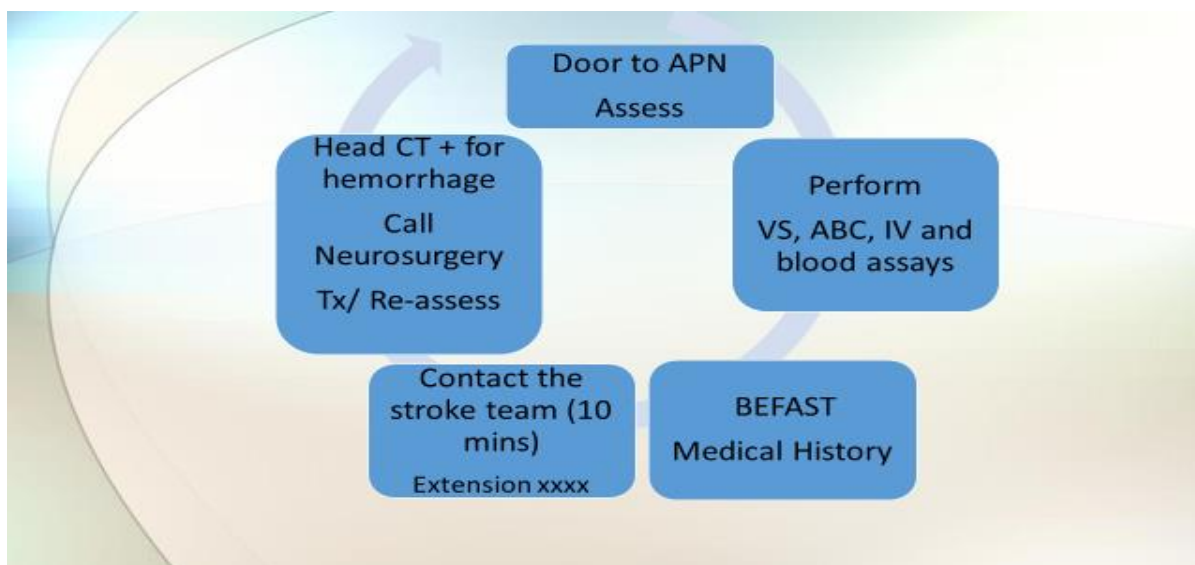 Door to APN
Assess
Perform
VS, ABC, IV and
blood assays
BEFAST
Medical History
Contact the
stroke team (10
mins)
Extension xxxx
Head CT + for
hemorrhage
Call
Neurosurgery
Tx/ Re-assess